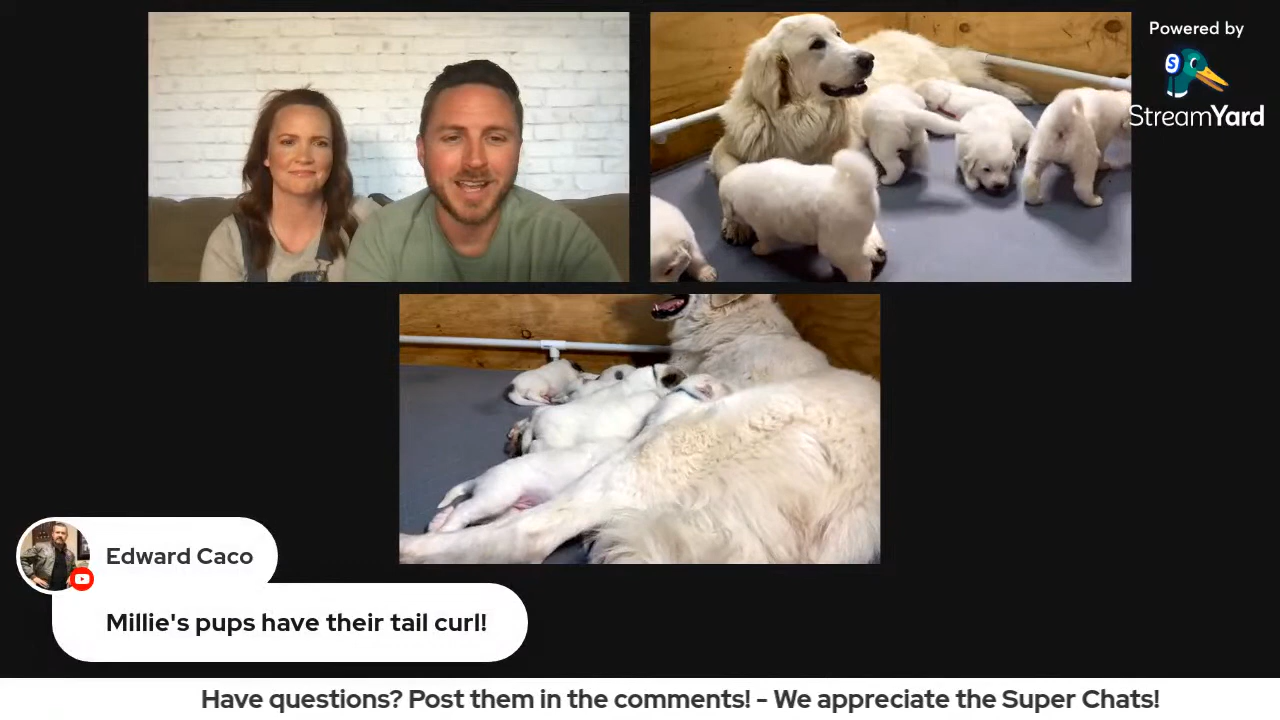 Powered by
StreamYard
Edward Caco
Millie's pups have their tail curl!
Have questions? Post them in the comments! - We appreciate the Super Chats!